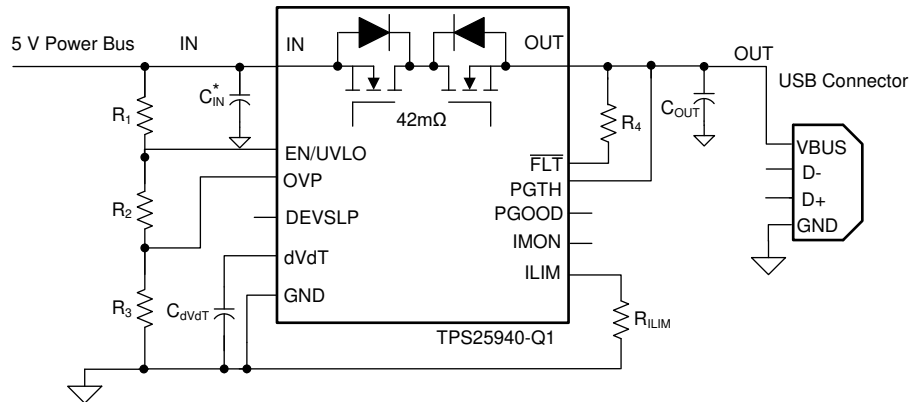 5 V Power Bus
IN
IN
OUT
OUT
USB Connector
R1
CIN*
42mΩ
R4
COUT
EN/UVLO
FLT
VBUS
OVP
PGTH
D-
R2
DEVSLP
PGOOD
D+
IMON
GND
dVdT
ILIM
R3
CdVdT
GND
RILIM
TPS25940-Q1